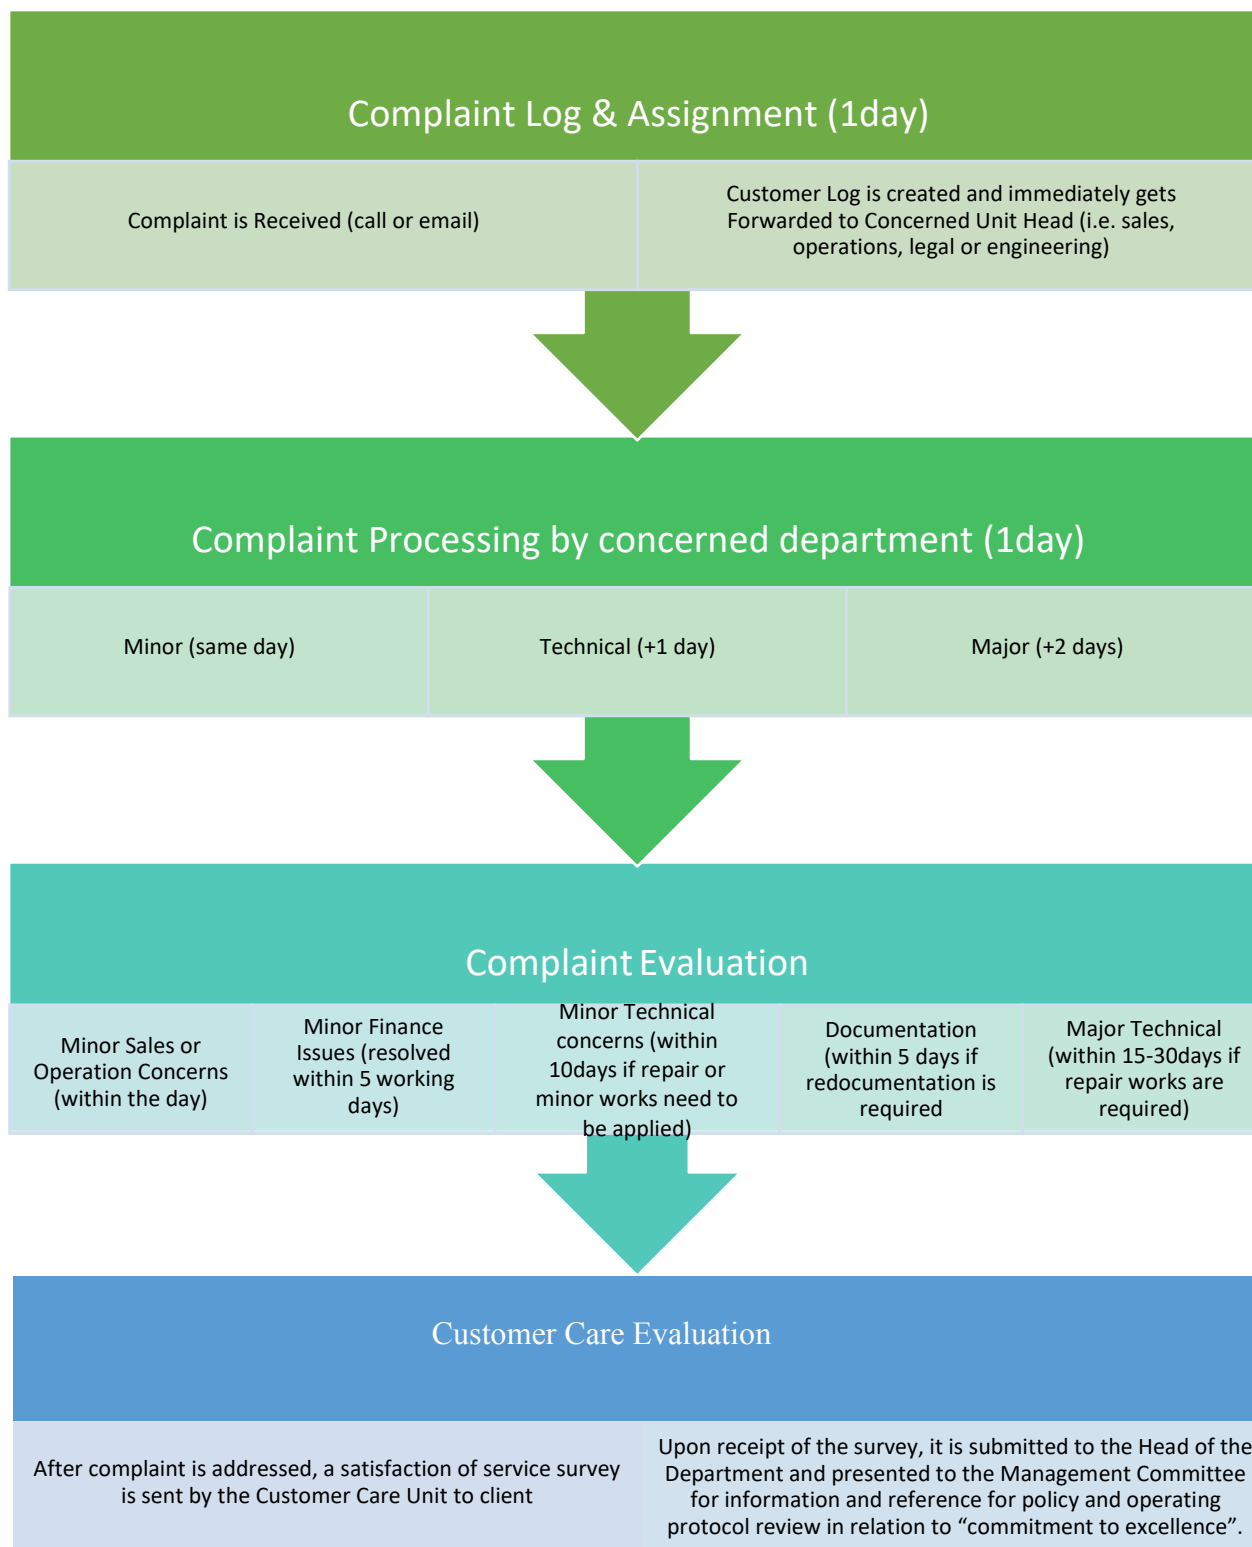 Complaint Log & Assignment (1day)
Complaint is Received (call or email)
Customer Log is created and immediately gets
Forwarded to Concerned Unit Head (i.e. sales,
operations, legal or engineering)
Complaint Processing by concerned department (1day)
Minor (same day)
Technical (+1 day)
Major (+2 days)
Complaint Evaluation
Minor Sales or
Operation Concerns
(within the day)
Minor Finance
Issues (resolved
within 5 working
days)
Minor Technical
concerns (within
10days if repair or
minor works need to
be applied)
Documentation
(within 5 days if
redocumentation is
required
Major Technical
(within 15-30days if
repair works are
required)
Customer Care Evaluation
After complaint is addressed, a satisfaction of service survey
is sent by the Customer Care Unit to client
Upon receipt of the survey, it is submitted to the Head of the
Department and presented to the Management Committee
for information and reference for policy and operating
protocol review in relation to “commitment to excellence”.